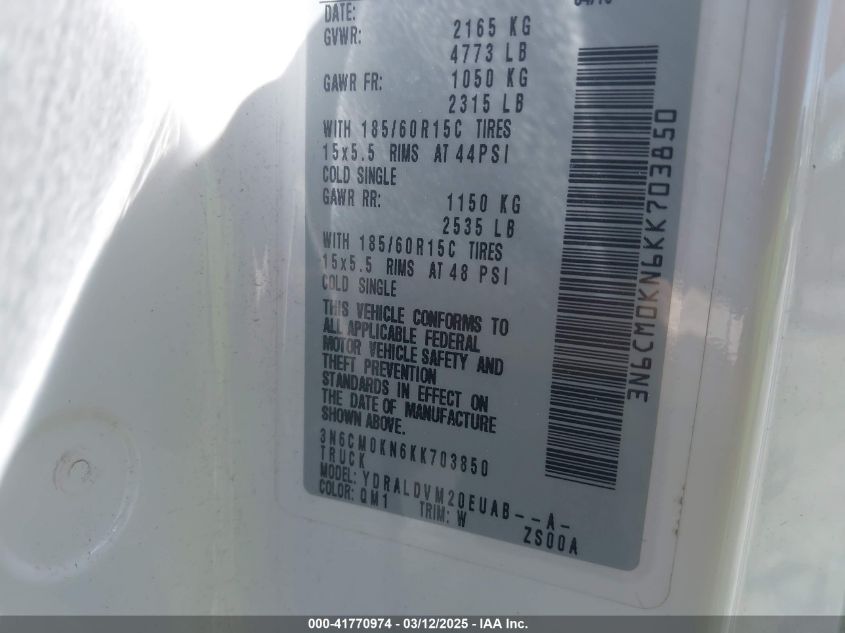 DATE:
GVWR: 2165 KG
4773 LB
GAWR FR: 1050 KG
2315 LB
WITH 185/60R15C TIRES
15x5.5 RIMS AT 44PSI
COLD SINGLE
GAWR RR: 1150 KG
2535 LB
WITH 185/60R15C TIRES
15x5.5 RIMS AT 48 PSI
COLD SINGLE
THIS VEHICLE CONFORMS TO
ALL APPLICABLE FEDERAL
MOTOR VEHICLE SAFETY AND
THEFT PREVENTION
STANDARDS IN EFFECT ON
THE DATE OF MANUFACTURE
SHOWN ABOVE.
3N6CM0KN6KK703850
TRUCK
MODEL: YDRALDVM20EUAB--A-
COLOR: QM1 TRIM: W ZS00A
3N6CM0KN6KK703850
000-41770974 - 03/12/2025 - IAA Inc.